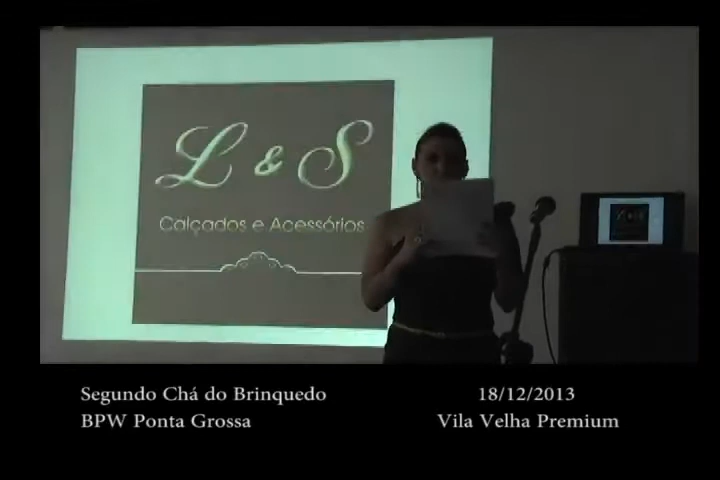 L & S
Calçados e Acessórios
Segundo Chá do Brinquedo
BPW Ponta Grossa
18/12/2013
Vila Velha Premium